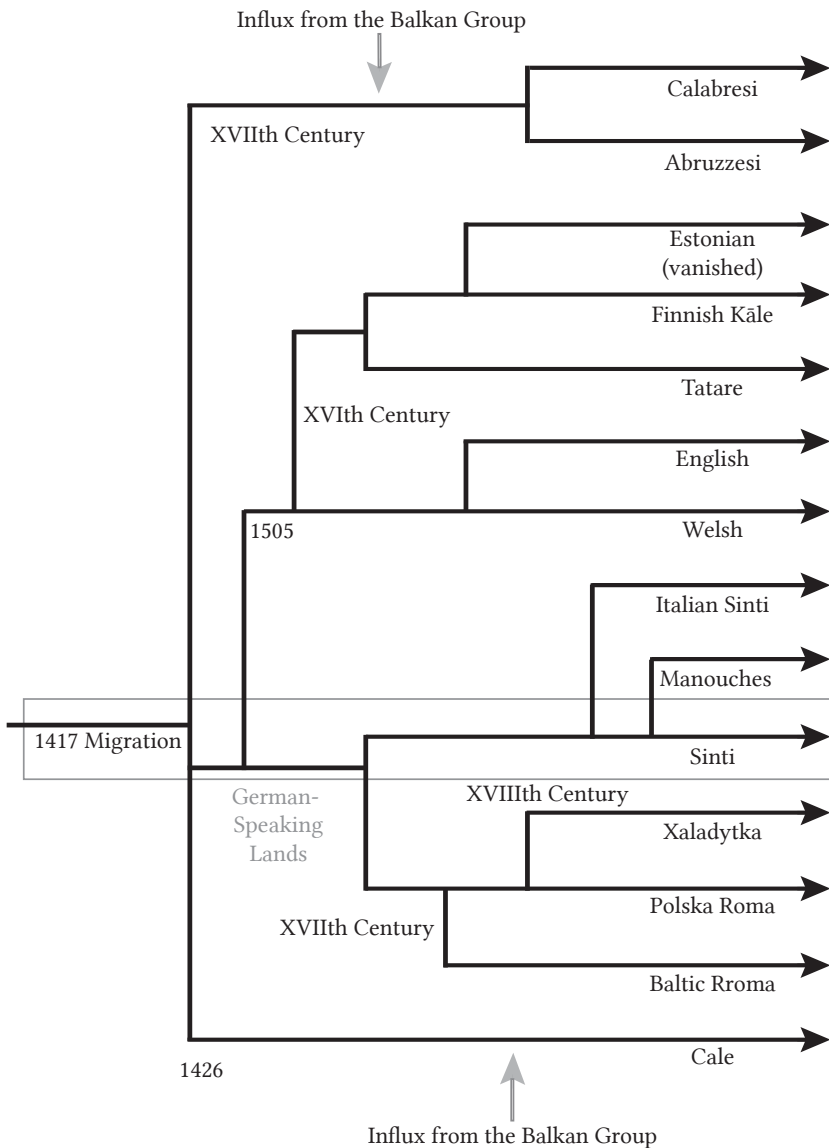 Influx from the Balkan Group
Calabresi
XVIIth Century
Abruzzesi
Estonian
(vanished)
Finnish Kāle
Tatare
XVIth Century
English
1505
Welsh
Italian Sinti
Manouches
1417 Migration
Sinti
German-
Speaking
Lands
XVIIIth Century
Xaladytka
Polska Roma
XVIIth Century
Baltic Rroma
Cale
1426
Influx from the Balkan Group